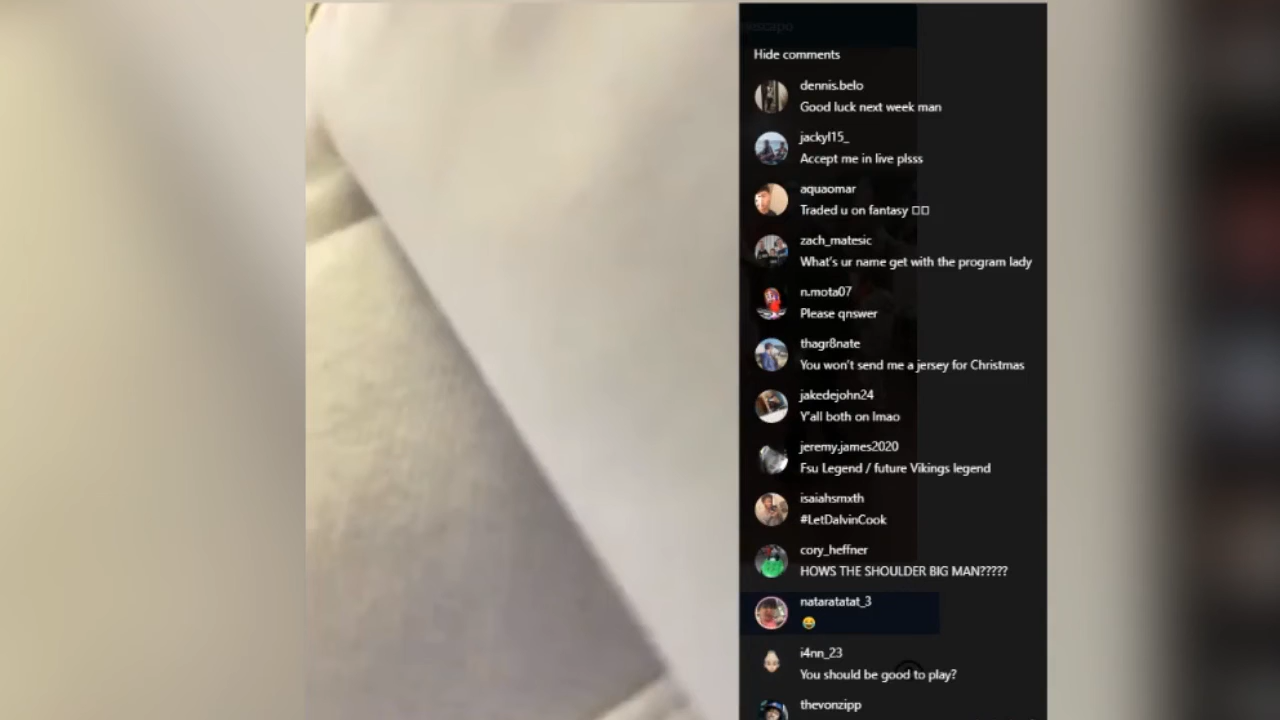 Hide comments
dennis.belo
Good luck next week man
jackyl15_
Accept me in live plsss
aquaomar
Traded u on fantasy □□
zach_matesic
What's ur name get with the program lady
n.mota07
Please qnswer
thagr8nate
You won't send me a jersey for Christmas
jakedejohn24
Y'all both on lmao
jeremy.james2020
Fsu Legend / future Vikings legend
isaiahsmxth
#LetDalvinCook
cory_heffner
HOWS THE SHOULDER BIG MAN?????
nataratatat_3
😂
i4nn_23
You should be good to play?
thevonzipp